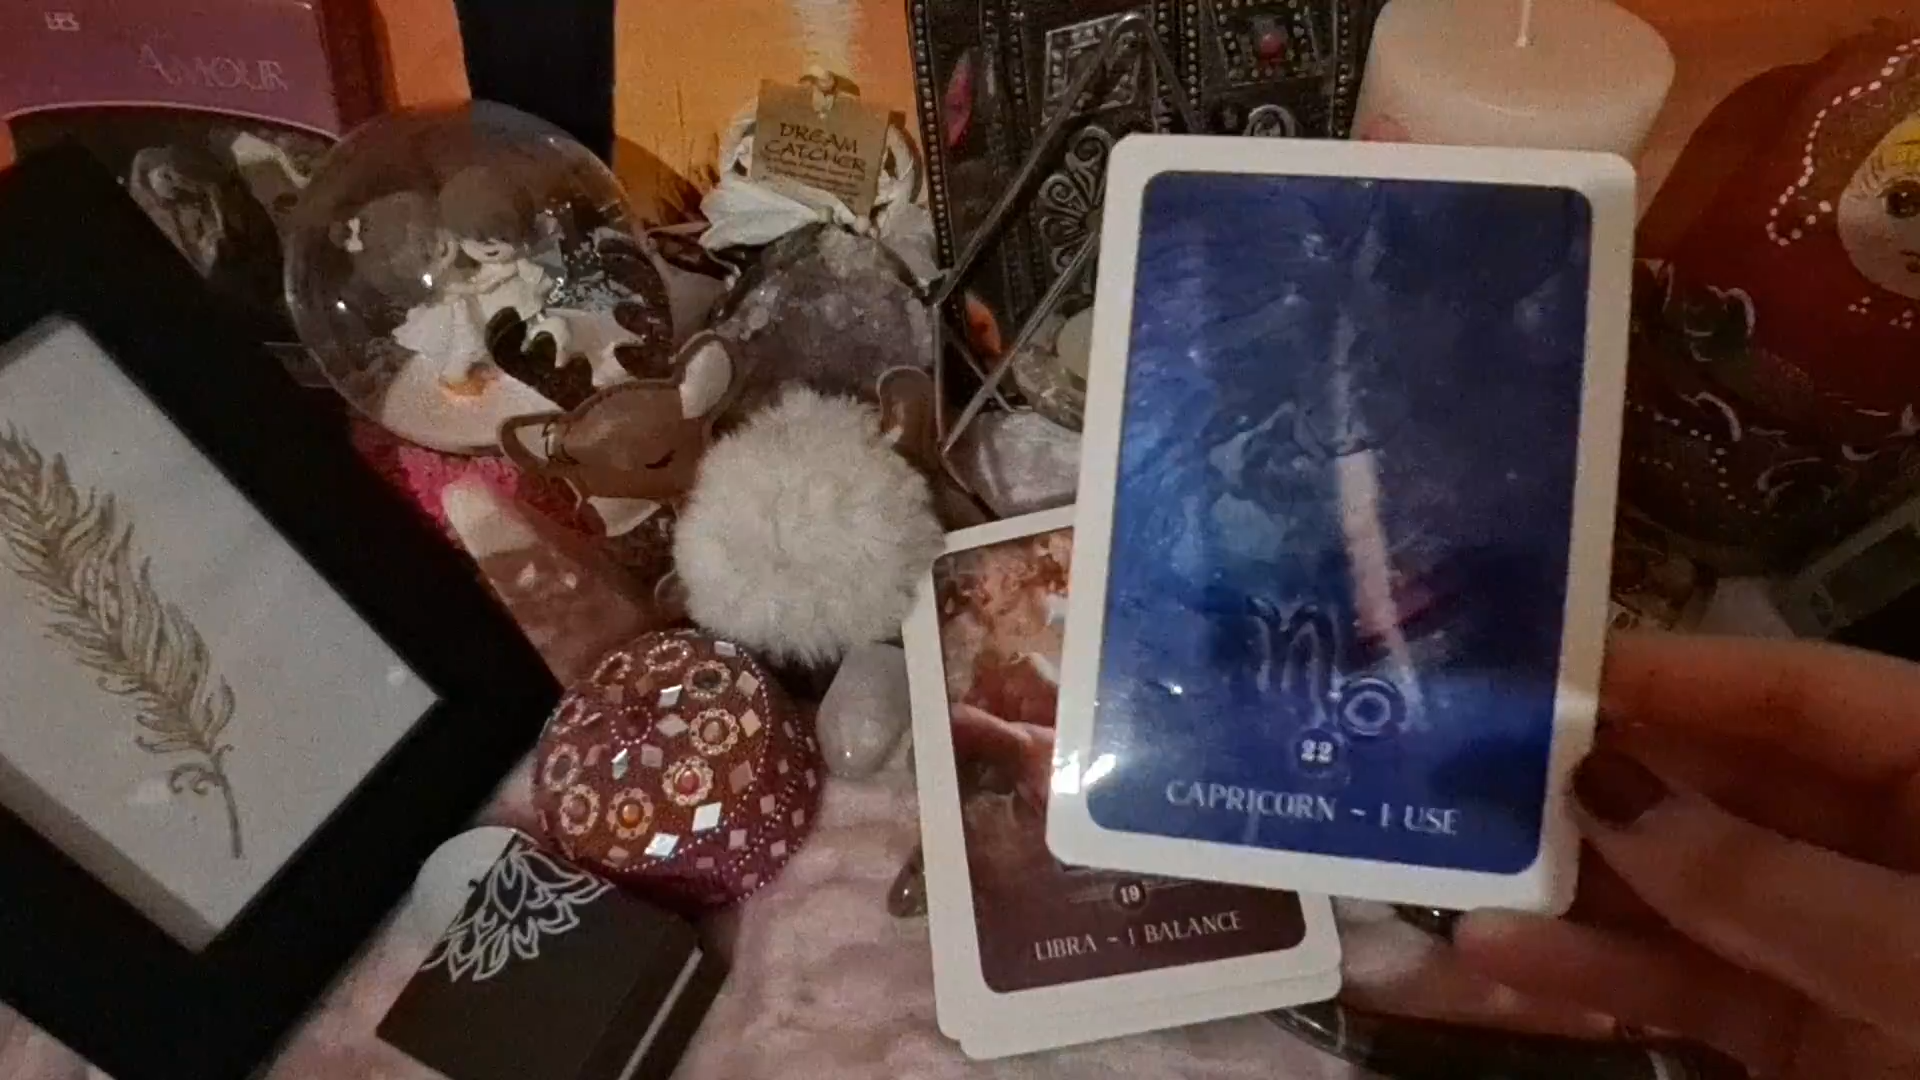 AMOUR
DREAM
CATCHER
22
CAPRICORN ~ I USE
19
LIBRA ~ I BALANCE